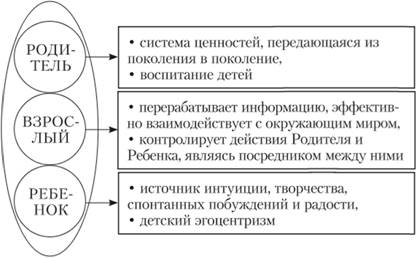 РОДИ-
ТЕЛЬ
• система ценностей, передающаяся из
поколения в поколение,
• воспитание детей
ВЗРОС-
ЛЫЙ
• перерабатывает информацию, эффектив-
но взаимодействует с окружающим миром,
• контролирует действия Родителя и
Ребенка, являясь посредником между ними
РЕБЕ-
НОК
• источник интуиции, творчества,
спонтанных побуждений и радости,
• детский эгоцентризм